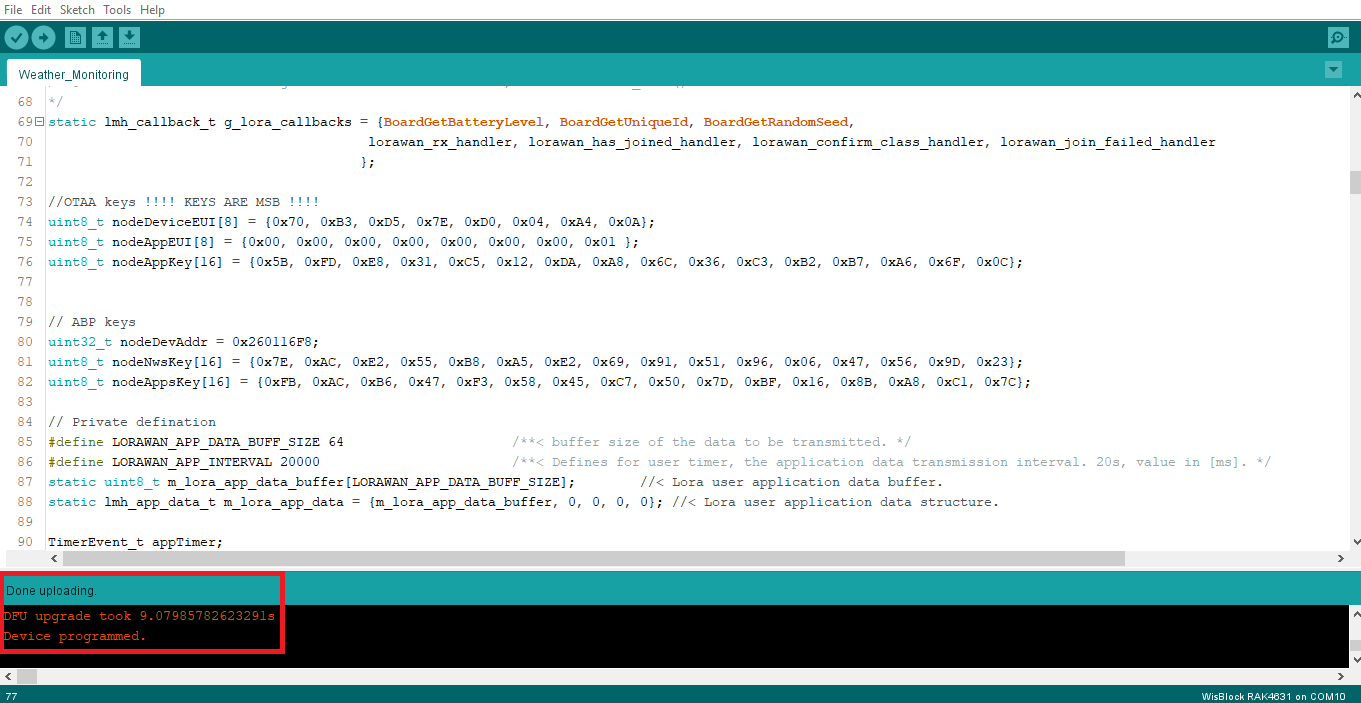 File Edit Sketch Tools Help
Weather_Monitoring
68 */
69 static lmh_callback_t g_lora_callbacks = {BoardGetBatteryLevel, BoardGetUniqueId, BoardGetRandomSeed,
70 lorawan_rx_handler, lorawan_has_joined_handler, lorawan_confirm_class_handler, lorawan_join_failed_handler
71 };
72
73 //OTAA keys !!!! KEYS ARE MSB !!!!
74 uint8_t nodeDeviceEUI[8] = {0x70, 0xB3, 0xD5, 0x7E, 0xD0, 0x04, 0xA4, 0x0A};
75 uint8_t nodeAppEUI[8] = {0x00, 0x00, 0x00, 0x00, 0x00, 0x00, 0x00, 0x01 };
76 uint8_t nodeAppKey[16] = {0x5B, 0xFD, 0xE8, 0x31, 0xC5, 0x12, 0xDA, 0xA8, 0x6C, 0x36, 0xC3, 0xB2, 0xB7, 0xA6, 0x6F, 0x0C};
77
78
79 // ABP keys
80 uint32_t nodeDevAddr = 0x260116F8;
81 uint8_t nodeNwsKey[16] = {0x7E, 0xAC, 0xE2, 0x55, 0xB8, 0xA5, 0xE2, 0x69, 0x91, 0x51, 0x96, 0x06, 0x47, 0x56, 0x9D, 0x23};
82 uint8_t nodeAppsKey[16] = {0xFB, 0xAC, 0xB6, 0x47, 0xF3, 0x58, 0x45, 0xC7, 0x50, 0x7D, 0xBF, 0x16, 0x8B, 0xA8, 0xC1, 0x7C};
83
84 // Private defination
85 #define LORAWAN_APP_DATA_BUFF_SIZE 64 /**< buffer size of the data to be transmitted. */
86 #define LORAWAN_APP_INTERVAL 20000 /**< Defines for user timer, the application data transmission interval. 20s, value in [ms]. */
87 static uint8_t m_lora_app_data_buffer[LORAWAN_APP_DATA_BUFF_SIZE]; //< Lora user application data buffer.
88 static lmh_app_data_t m_lora_app_data = {m_lora_app_data_buffer, 0, 0, 0, 0}; //< Lora user application data structure.
89
90 TimerEvent_t appTimer;
Done uploading.
DFU upgrade took 9.079857826232910s
Device programmed.
77 WisBlock RAK4631 on COM10